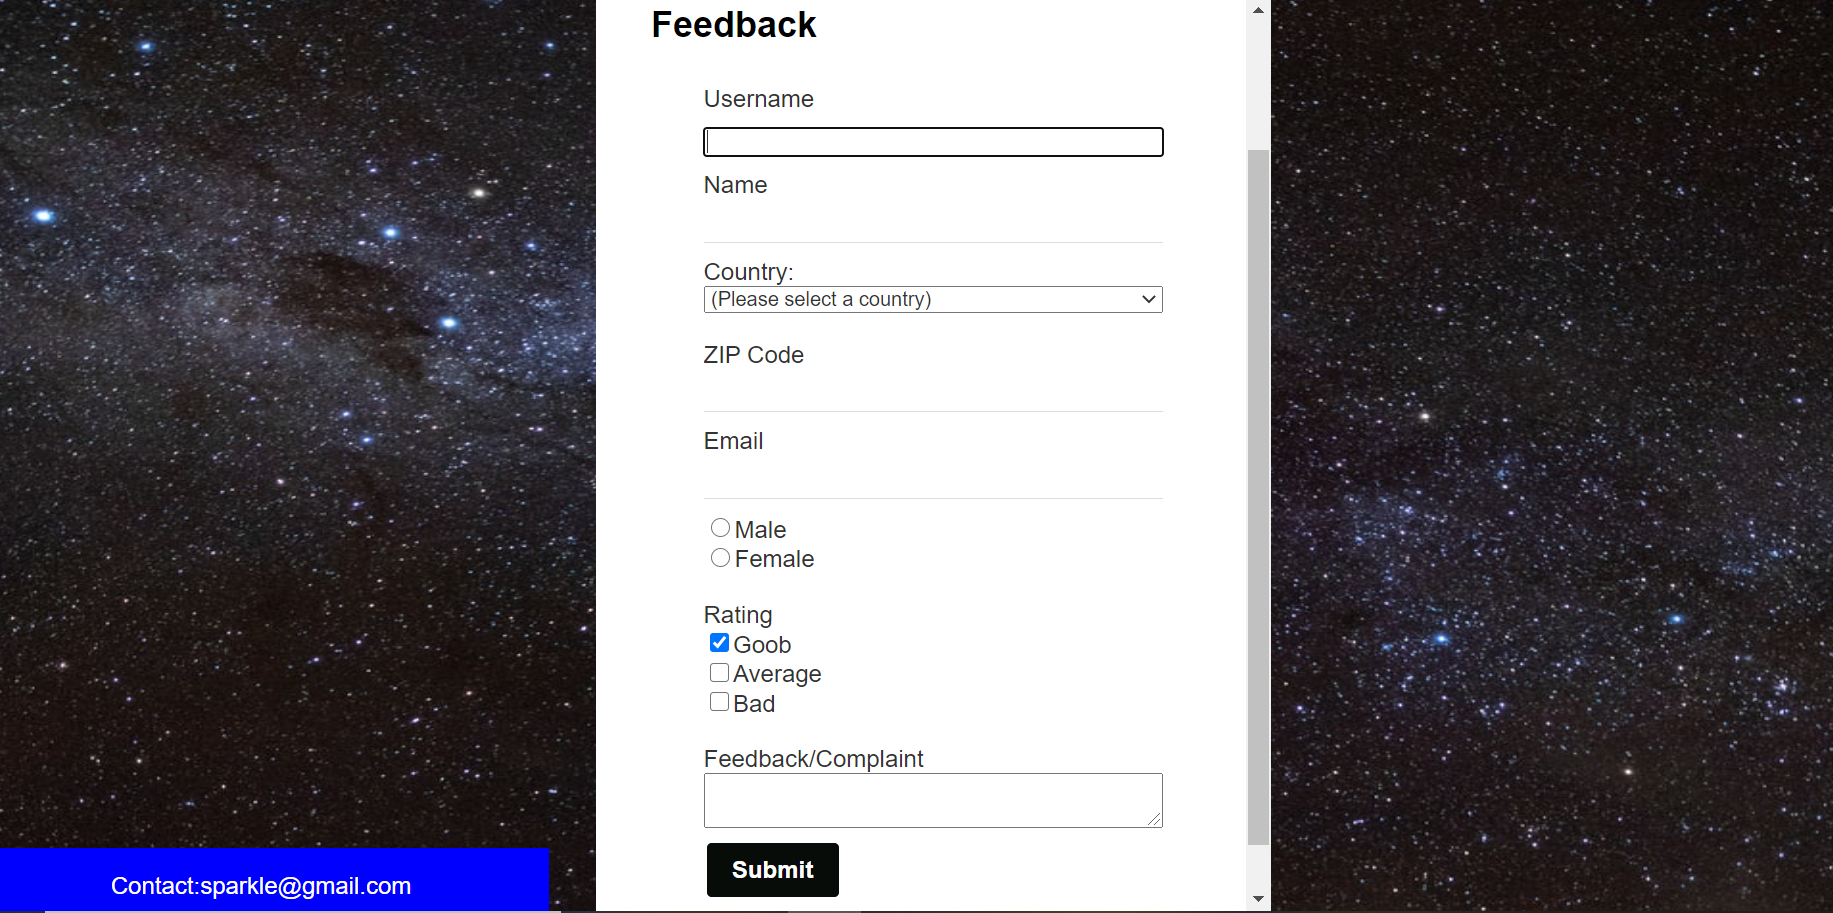 Feedback
Username
Name
Country:
(Please select a country)
ZIP Code
Email
Male
Female
Rating
Goob
Average
Bad
Feedback/Complaint
Submit
Contact:sparkle@gmail.com